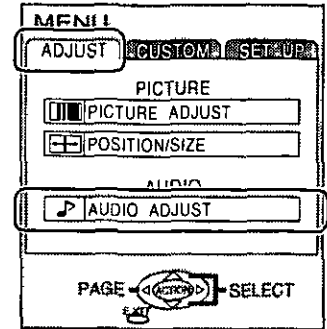 MENU
ADJUST CUSTOM SET UP
PICTURE
PICTURE ADJUST
POSITION/SIZE
AUDIO
AUDIO ADJUST
PAGE ACTION SELECT
EXIT